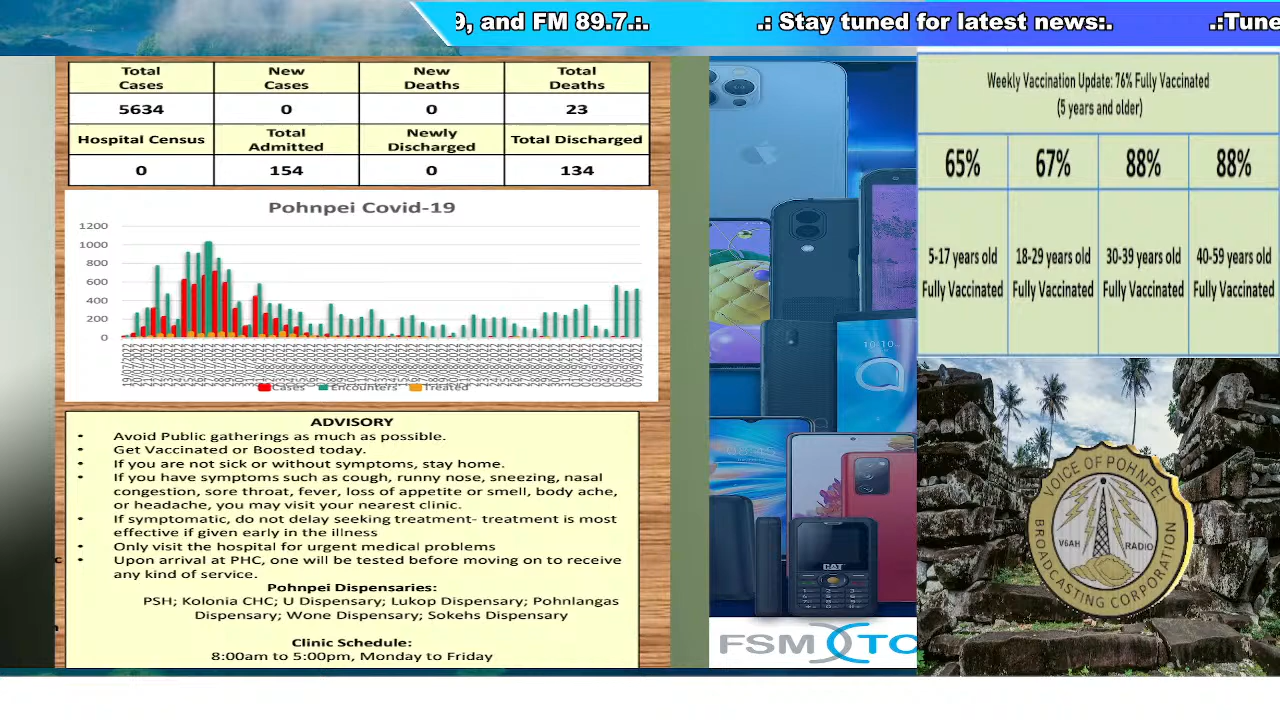 9, and FM 89.7.:.
.: Stay tuned for latest news:.
.:Tune
Total Cases
New Cases
New Deaths
Total Deaths
5634
0
0
23
Hospital Census
Total Admitted
Newly Discharged
Total Discharged
0
154
0
134
Pohnpei Covid-19
1200
1000
800
600
400
200
0
Cases
Encounters
Treated
ADVISORY
• Avoid Public gatherings as much as possible.
• Get Vaccinated or Boosted today.
• If you are not sick or without symptoms, stay home.
• If you have symptoms such as cough, runny nose, sneezing, nasal
congestion, sore throat, fever, loss of appetite or smell, body ache,
or headache, you may visit your nearest clinic.
• If symptomatic, do not delay seeking treatment- treatment is most
effective if given early in the illness
• Only visit the hospital for urgent medical problems
• Upon arrival at PHC, one will be tested before moving on to receive
any kind of service.
Pohnpei Dispensaries:
PSH; Kolonia CHC; U Dispensary; Lukop Dispensary; Pohnlangas
Dispensary; Wone Dispensary; Sokehs Dispensary
Clinic Schedule:
8:00am to 5:00pm, Monday to Friday
10:10
CAT
FSM TC
Weekly Vaccination Update: 76% Fully Vaccinated
(5 years and older)
65%
67%
88%
88%
5-17 years old
Fully Vaccinated
18-29 years old
Fully Vaccinated
30-39 years old
Fully Vaccinated
40-59 years old
Fully Vaccinated
VOICE OF POHNPEI
V6AH RADIO
BROADCASTING CORPORATION